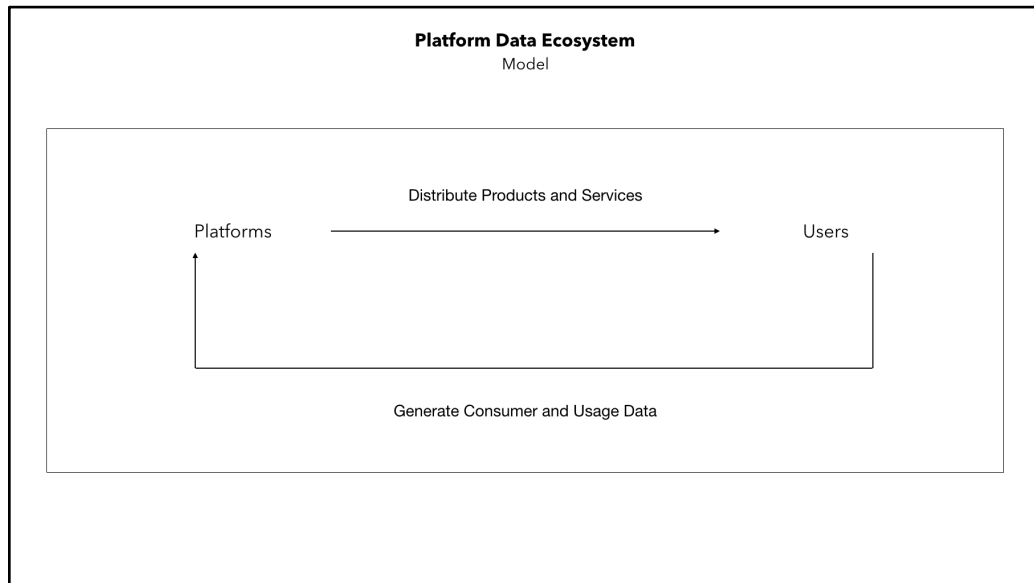 Platform Data Ecosystem
Model
Distribute Products and Services
Platforms
Users
Generate Consumer and Usage Data